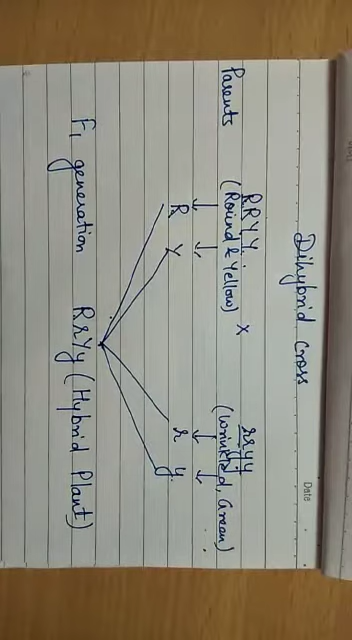 Date
Dihybrid Cross
Parents RRYY × rryy
(Round & Yellow) (Wrinkled, Green)
↓ ↓ ↓ ↓
R Y r y
F1 generation RrYy (Hybrid Plant)